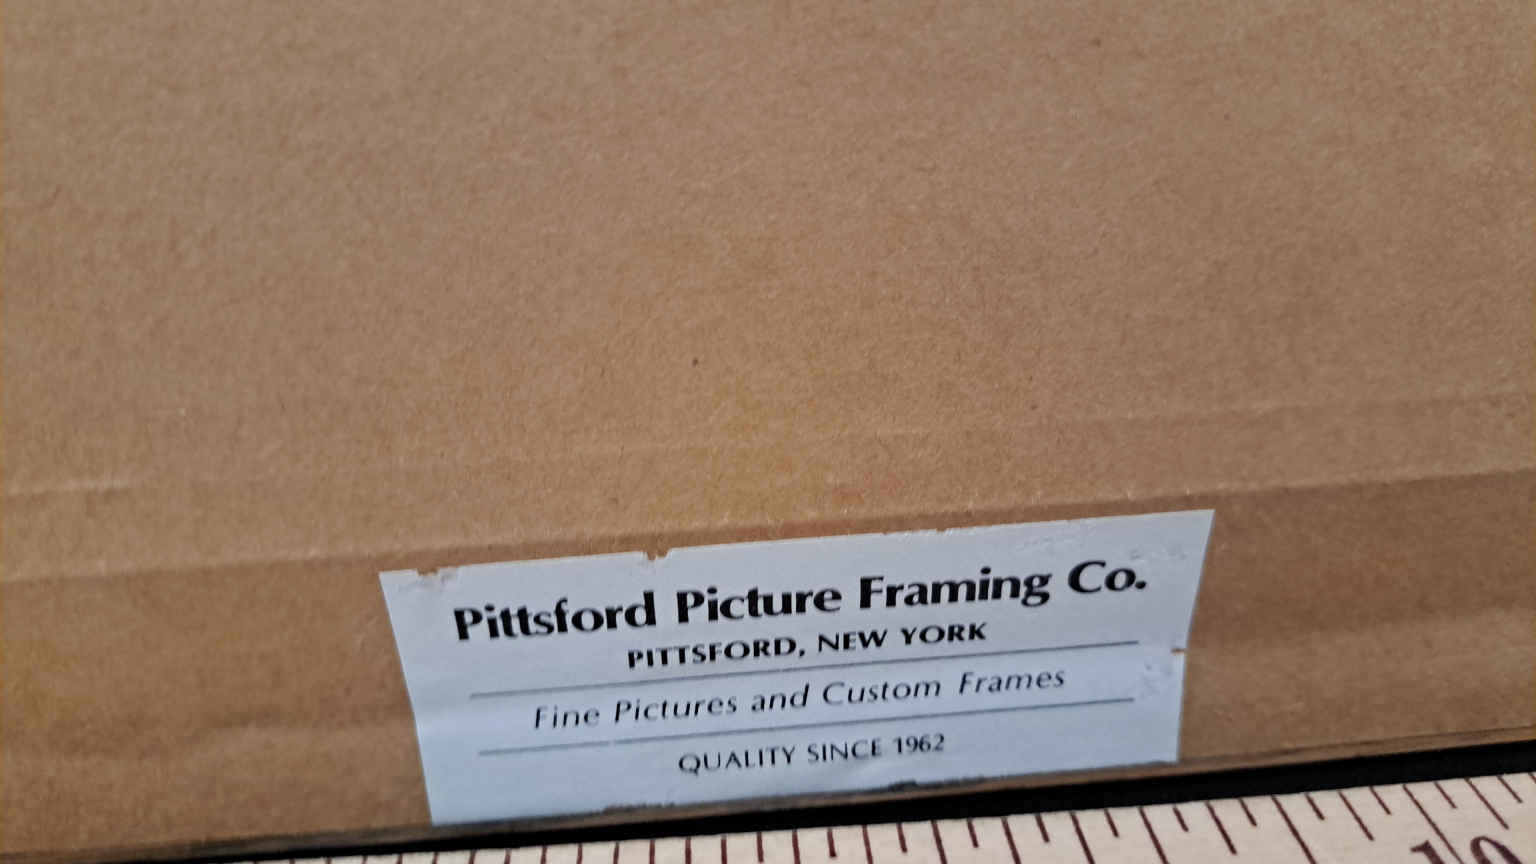 Pittsford Picture Framing Co.
PITTSFORD, NEW YORK
Fine Pictures and Custom Frames
QUALITY SINCE 1962